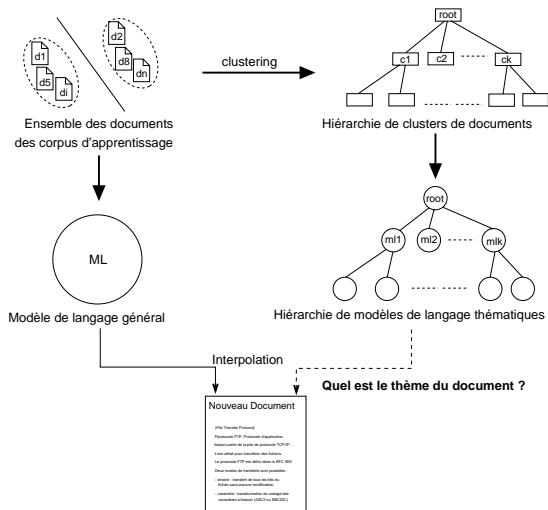 d1
d5
di
d2
d8
dn
clustering
root
c1
c2
ck
Ensemble des documents
des corpus d'apprentissage
Hiérarchie de clusters de documents
ML
root
ml1
ml2
mlk
Modèle de langage général
Hiérarchie de modèles de langage thématiques
Interpolation
Quel est le thème du document ?
Nouveau Document
(File Transfer Protocol)
Pprotocole FTP. Protocole d'application
faisant partie de la pile de protocole TCP/IP ;
il est utilisé pour transférer des fichiers.
Le protocole FTP est défini dans la RFC 959.
Deux modes de transferts sont possibles :
- binaire : transfert de tous les bits du
fichier sans aucune modification.
- caractère : transformation du codage des
caractères si besoin (ASCII ou EBCDIC)